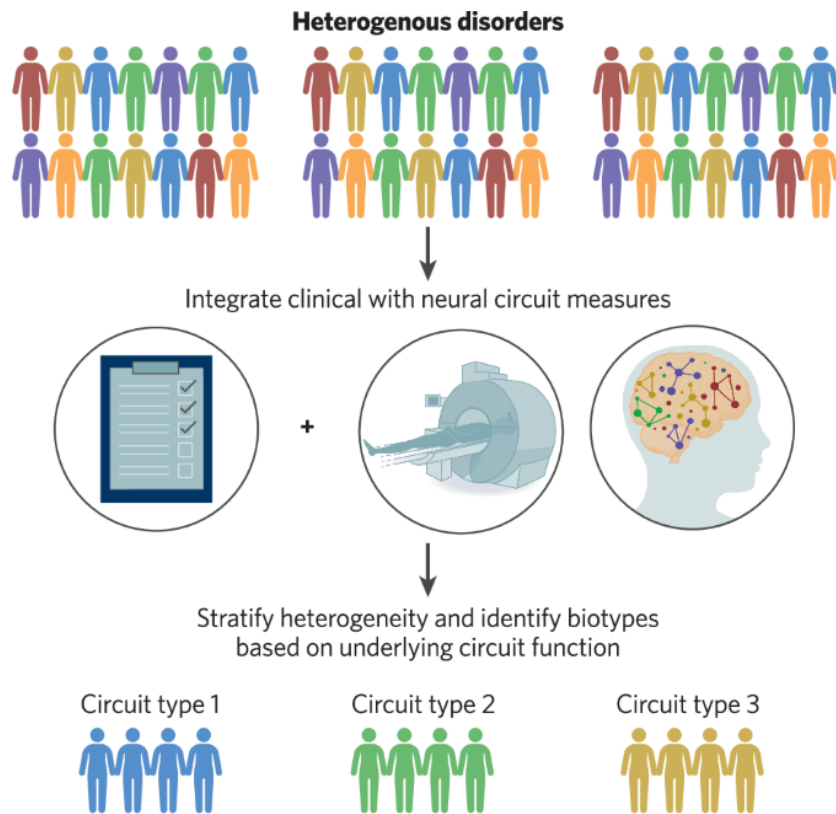 Heterogenous disorders
Integrate clinical with neural circuit measures
+
Stratify heterogeneity and identify biotypes
based on underlying circuit function
Circuit type 1
Circuit type 2
Circuit type 3